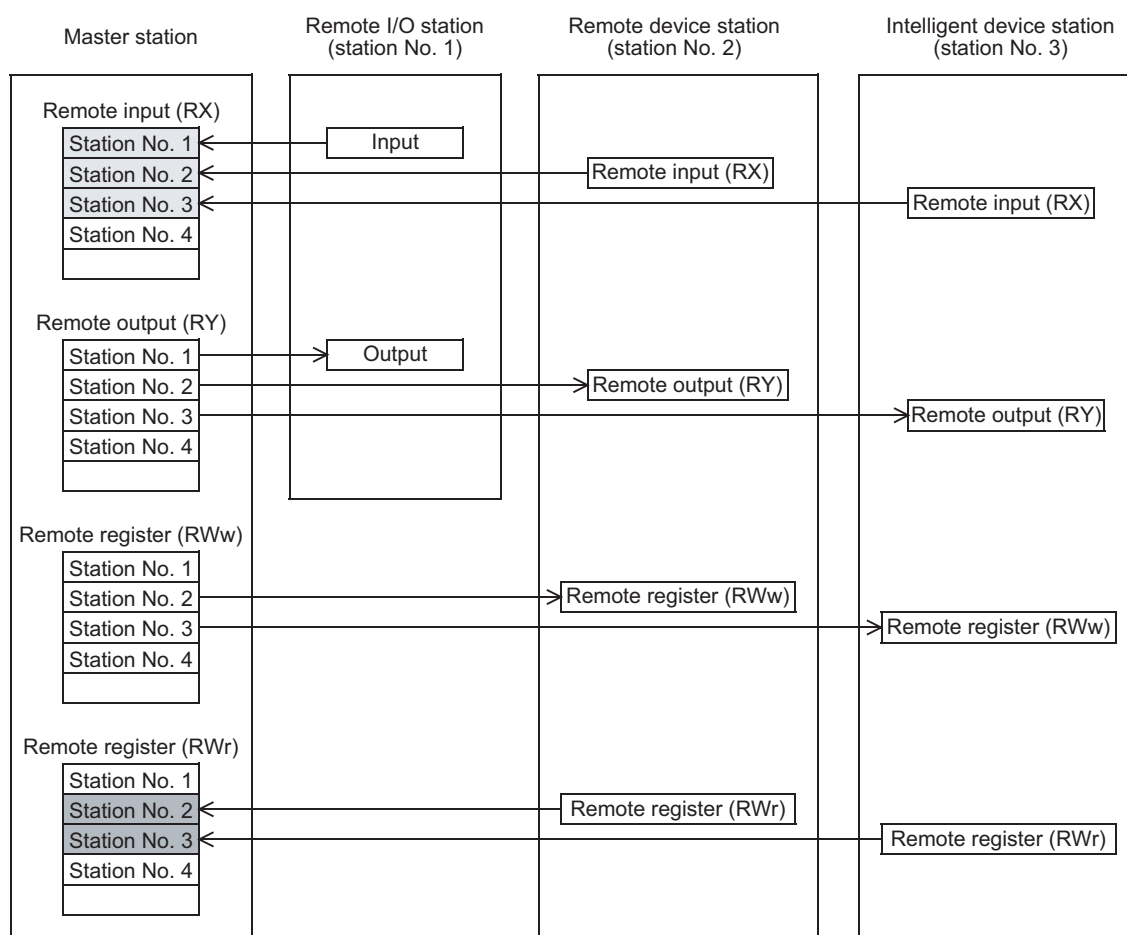 Master station
Remote I/O station
(station No. 1)
Remote device station
(station No. 2)
Intelligent device station
(station No. 3)
Remote input (RX)
Station No. 1
Input
Station No. 2
Remote input (RX)
Station No. 3
Remote input (RX)
Station No. 4
Remote output (RY)
Station No. 1
Output
Station No. 2
Remote output (RY)
Station No. 3
Remote output (RY)
Station No. 4
Remote register (RWw)
Station No. 1
Station No. 2
Remote register (RWw)
Station No. 3
Remote register (RWw)
Station No. 4
Remote register (RWr)
Station No. 1
Station No. 2
Remote register (RWr)
Station No. 3
Remote register (RWr)
Station No. 4